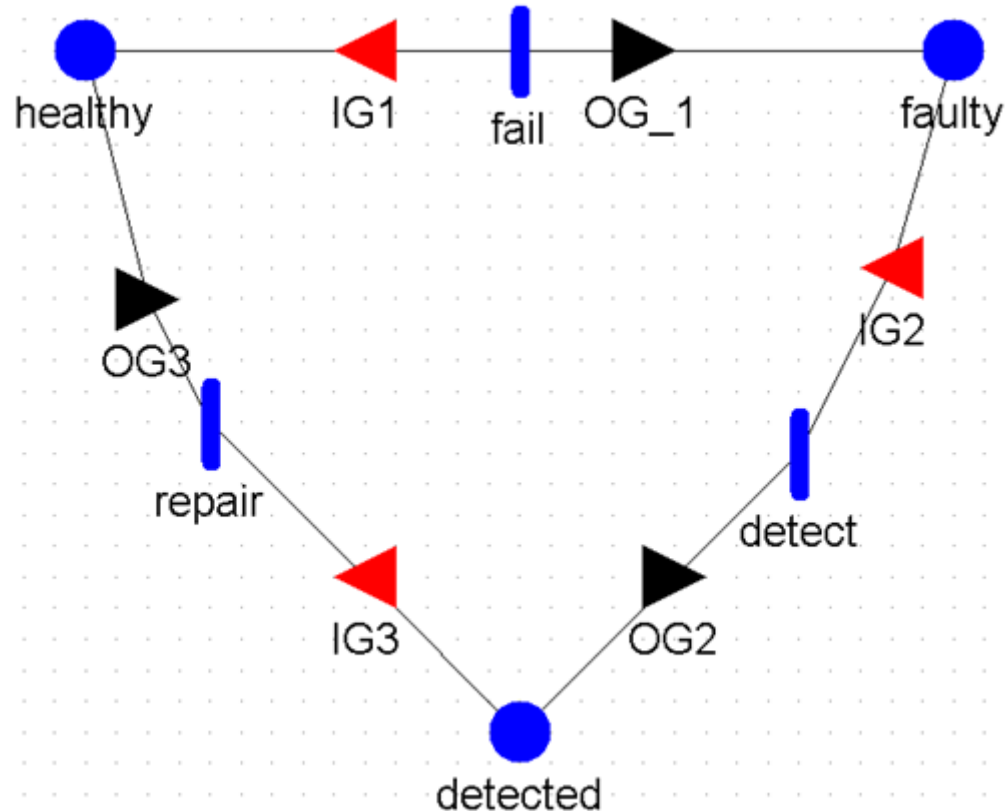 healthy
IG1
fail
OG_1
faulty
OG3
IG2
repair
detect
IG3
OG2
detected